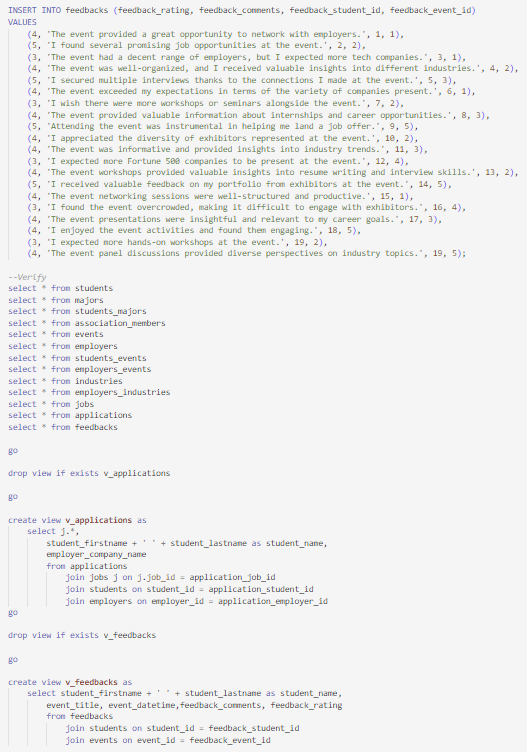 INSERT INTO feedbacks (feedback_rating, feedback_comments, feedback_student_id, feedback_event_id)
VALUES
(4, 'The event provided a great opportunity to network with employers.', 1, 1),
(5, 'I found several promising job opportunities at the event.', 2, 2),
(3, 'The event had a decent range of employers, but I expected more tech companies.', 3, 1),
(4, 'The event was well-organized, and I received valuable insights into different industries.', 4, 2),
(5, 'I secured multiple interviews thanks to the connections I made at the event.', 5, 3),
(4, 'The event exceeded my expectations in terms of the variety of companies present.', 6, 1),
(3, 'I wish there were more workshops or seminars alongside the event.', 7, 2),
(4, 'The event provided valuable information about internships and career opportunities.', 8, 3),
(5, 'Attending the event was instrumental in helping me land a job offer.', 9, 5),
(4, 'I appreciated the diversity of exhibitors represented at the event.', 10, 2),
(4, 'The event was informative and provided insights into industry trends.', 11, 3),
(3, 'I expected more Fortune 500 companies to be present at the event.', 12, 4),
(4, 'The event workshops provided valuable insights into resume writing and interview skills.', 13, 2),
(5, 'I received valuable feedback on my portfolio from exhibitors at the event.', 14, 5),
(4, 'The event networking sessions were well-structured and productive.', 15, 1),
(3, 'I found the event overcrowded, making it difficult to engage with exhibitors.', 16, 4),
(4, 'The event presentations were insightful and relevant to my career goals.', 17, 3),
(4, 'I enjoyed the event activities and found them engaging.', 18, 5),
(3, 'I expected more hands-on workshops at the event.', 19, 2),
(4, 'The event panel discussions provided diverse perspectives on industry topics.', 19, 5);
--Verify
select * from students
select * from majors
select * from students_majors
select * from association_members
select * from events
select * from employers
select * from students_events
select * from employers_events
select * from industries
select * from employers_industries
select * from jobs
select * from applications
select * from feedbacks
go
drop view if exists v_applications
go
create view v_applications as
select j.*,
student_firstname + ' ' + student_lastname as student_name,
employer_company_name
from applications
join jobs j on j.job_id = application_job_id
join students on student_id = application_student_id
join employers on employer_id = application_employer_id
go
drop view if exists v_feedbacks
go
create view v_feedbacks as
select student_firstname + ' ' + student_lastname as student_name,
event_title, event_datetime,feedback_comments, feedback_rating
from feedbacks
join students on student_id = feedback_student_id
join events on event_id = feedback_event_id